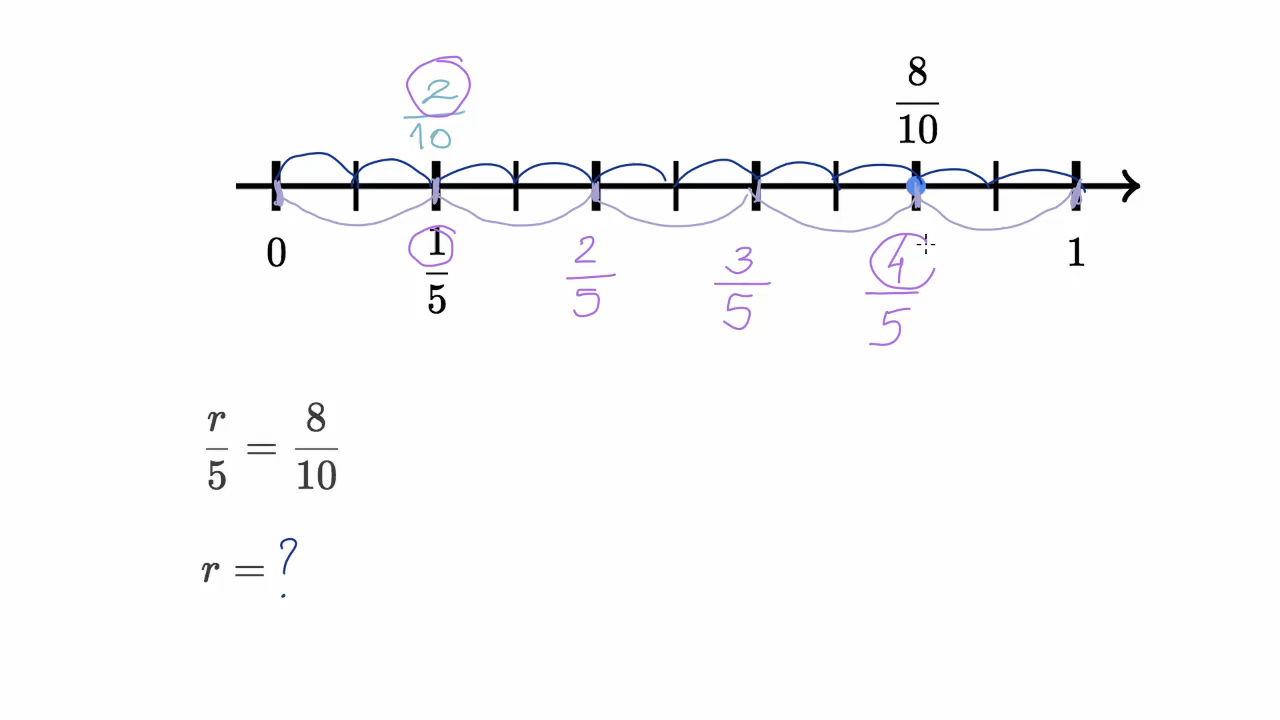 2/10 8/10
0 1/5 2/5 3/5 4/5 1
r/5 = 8/10
r = ?